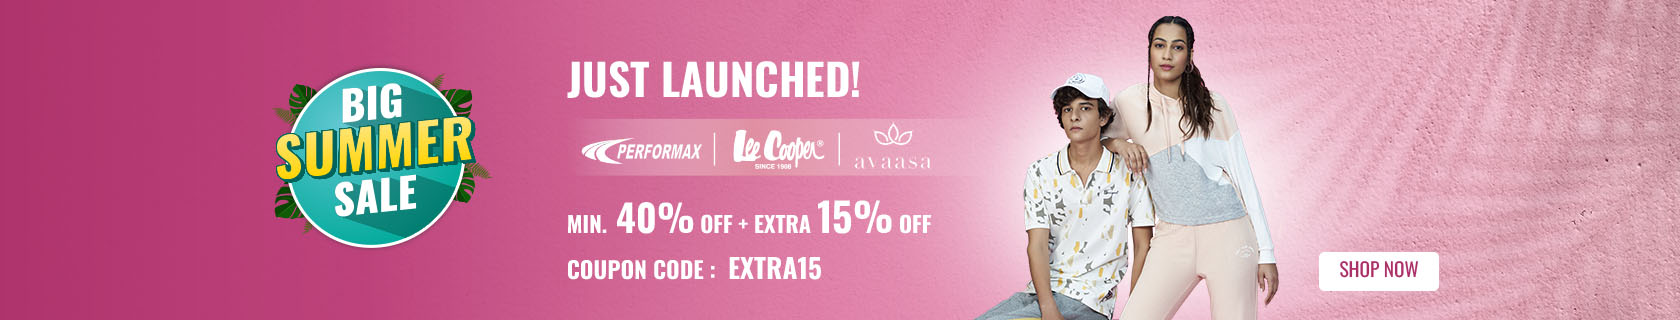 BIG
SUMMER
SALE
JUST LAUNCHED!
PERFORMAX
Lee Cooper®
SINCE 1908
avaasa
MIN. 40% OFF + EXTRA 15% OFF
COUPON CODE : EXTRA15
SHOP NOW